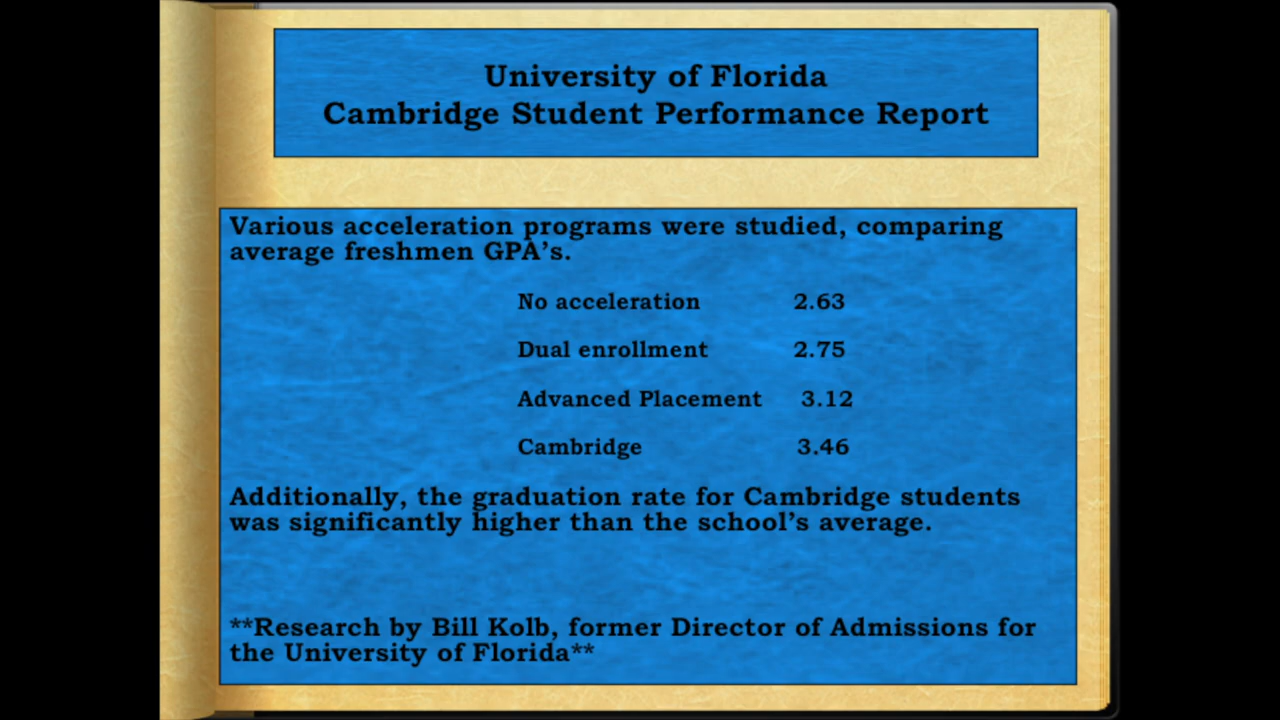 University of Florida
Cambridge Student Performance Report
Various acceleration programs were studied, comparing
average freshmen GPA’s.
No acceleration 2.63
Dual enrollment 2.75
Advanced Placement 3.12
Cambridge 3.46
Additionally, the graduation rate for Cambridge students
was significantly higher than the school’s average.
**Research by Bill Kolb, former Director of Admissions for
the University of Florida**